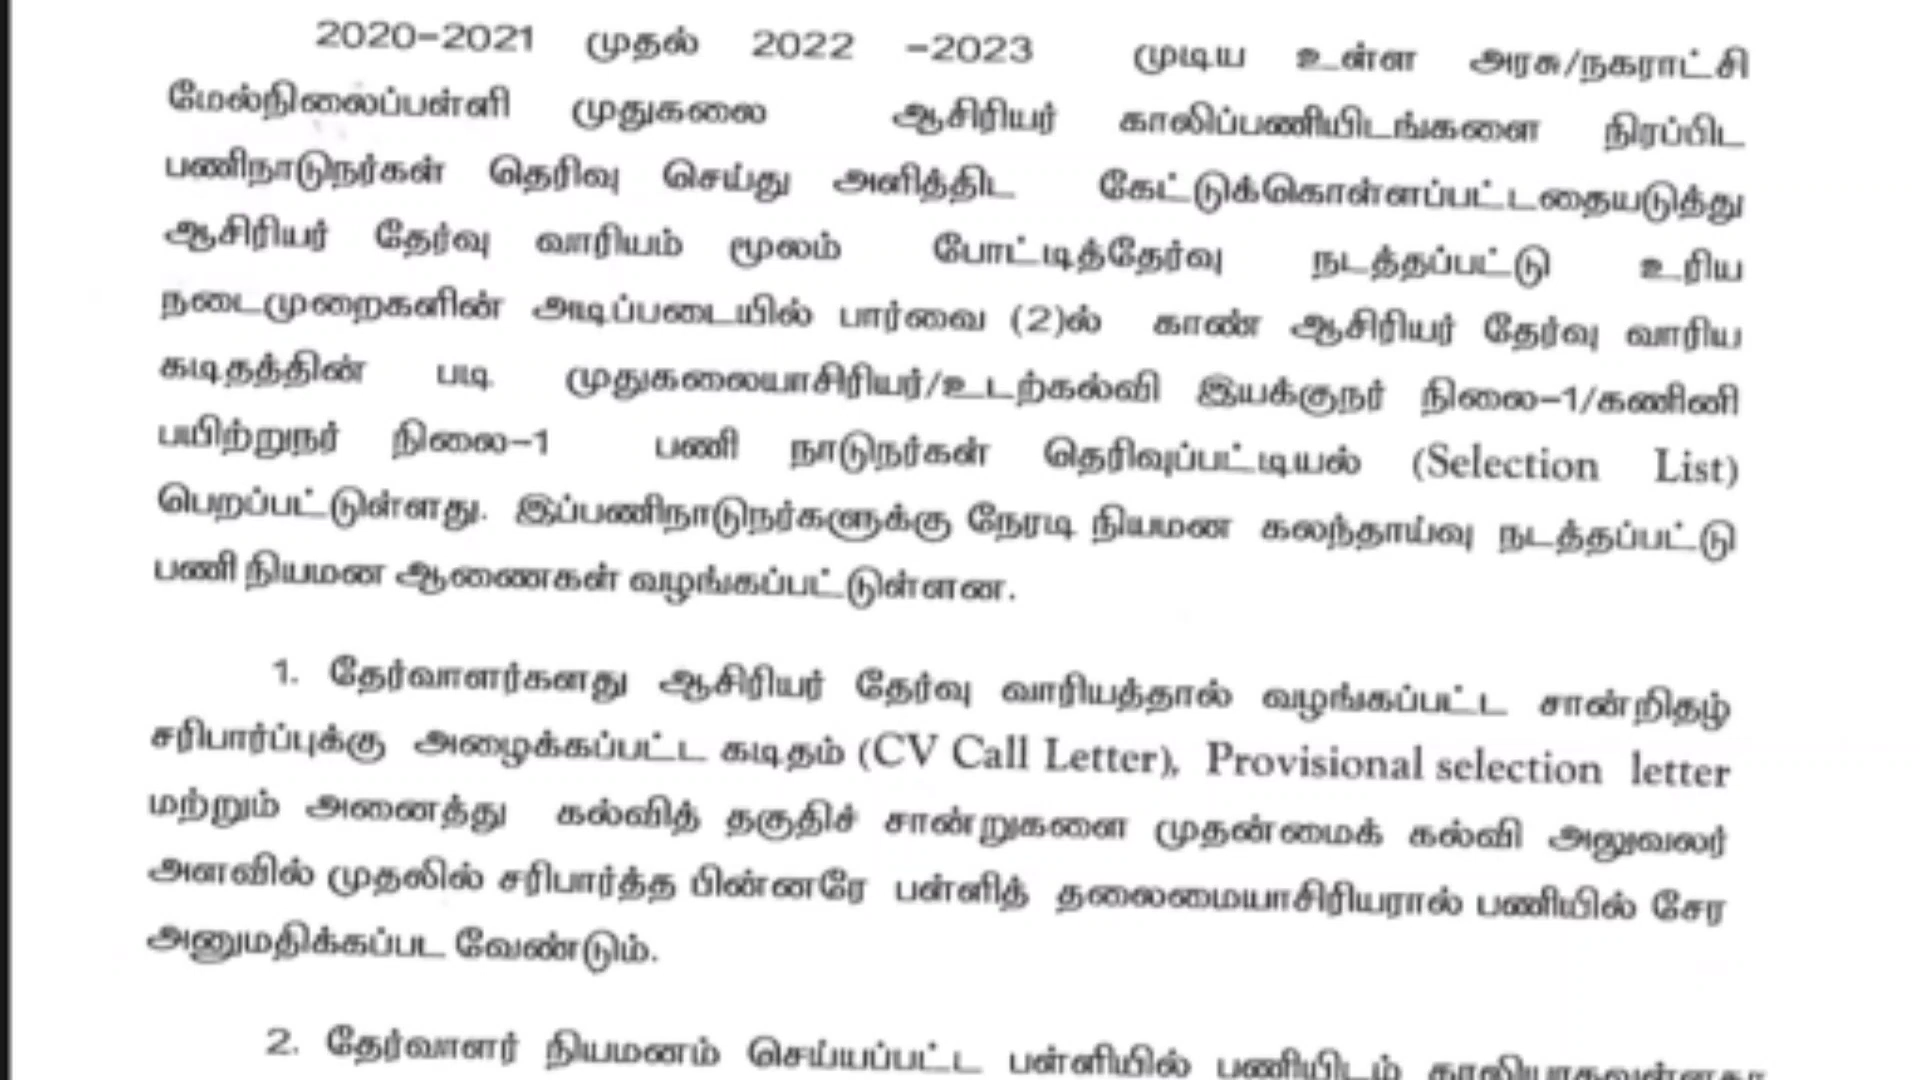 2020-2021 முதல் 2022 -2023 முடிய உள்ள அரசு/நகராட்சி
மேல்நிலைப்பள்ளி முதுகலை ஆசிரியர் காலிப்பணியிடங்களை நிரப்பிட
பணிநாடுநர்கள் தெரிவு செய்து அளித்திட கேட்டுக்கொள்ளப்பட்டதையடுத்து
ஆசிரியர் தேர்வு வாரியம் மூலம் போட்டித்தேர்வு நடத்தப்பட்டு உரிய
நடைமுறைகளின் அடிப்படையில் பார்வை (2)ல் காண் ஆசிரியர் தேர்வு வாரிய
கடிதத்தின் படி முதுகலையாசிரியர்/உடற்கல்வி இயக்குநர் நிலை-1/கணினி
பயிற்றுநர் நிலை-1 பணி நாடுநர்கள் தெரிவுப்பட்டியல் (Selection List)
பெறப்பட்டுள்ளது. இப்பணிநாடுநர்களுக்கு நேரடி நியமன கலந்தாய்வு நடத்தப்பட்டு
பணி நியமன ஆணைகள் வழங்கப்பட்டுள்ளன.
1. தேர்வாளர்களது ஆசிரியர் தேர்வு வாரியத்தால் வழங்கப்பட்ட சான்றிதழ்
சரிபார்ப்புக்கு அழைக்கப்பட்ட கடிதம் (CV Call Letter), Provisional selection letter
மற்றும் அனைத்து கல்வித் தகுதிச் சான்றுகளை முதன்மைக் கல்வி அலுவலர்
அளவில் முதலில் சரிபார்த்த பின்னரே பள்ளித் தலைமையாசிரியரால் பணியில் சேர
அனுமதிக்கப்பட வேண்டும்.
2. தேர்வாளர் நியமனம் செய்யப்பட்ட பள்ளியில் பணியிடம்